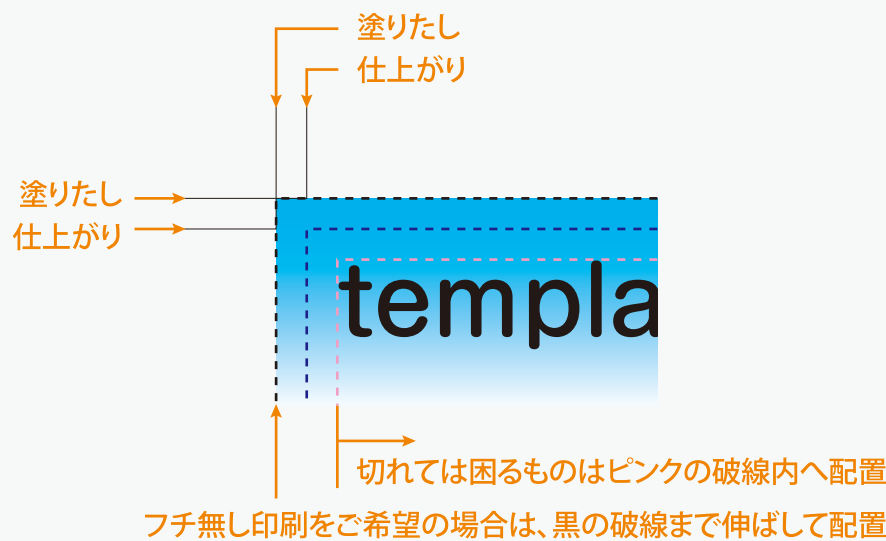 塗りたし
仕上がり
塗りたし
仕上がり
templa
切れては困るものはピンクの破線内へ配置
フチ無し印刷をご希望の場合は、黒の破線まで伸ばして配置